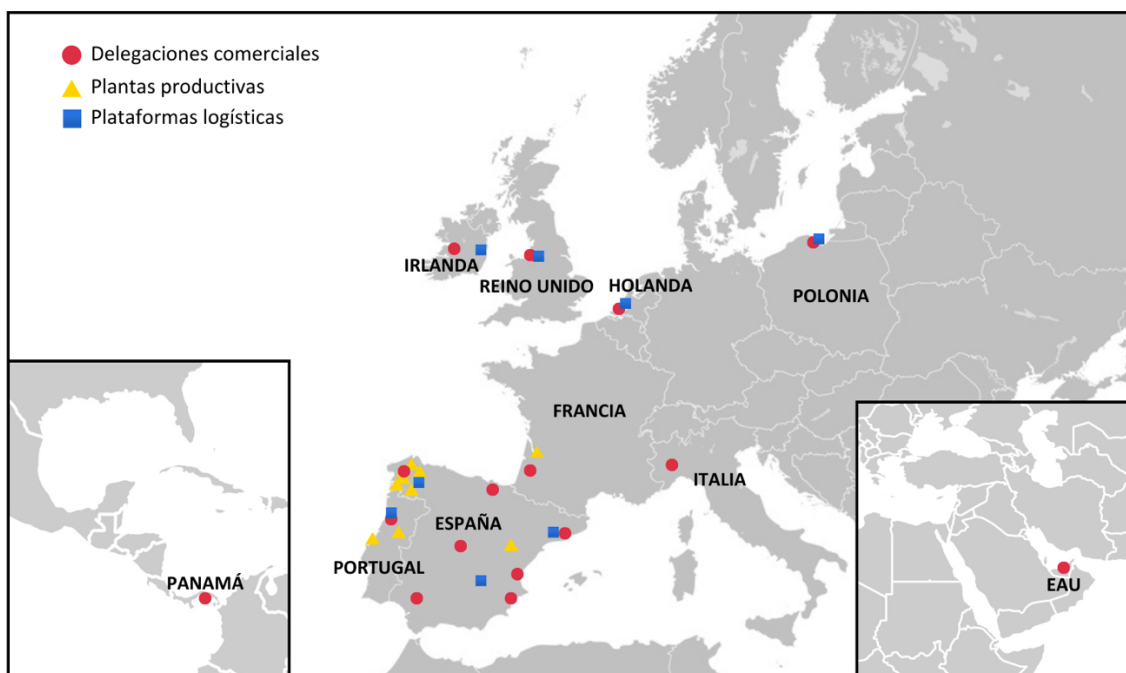 Delegaciones comerciales
Plantas productivas
Plataformas logísticas
IRLANDA
REINO UNIDO
HOLANDA
POLONIA
FRANCIA
ITALIA
ESPAÑA
PORTUGAL
PANAMÁ
EAU